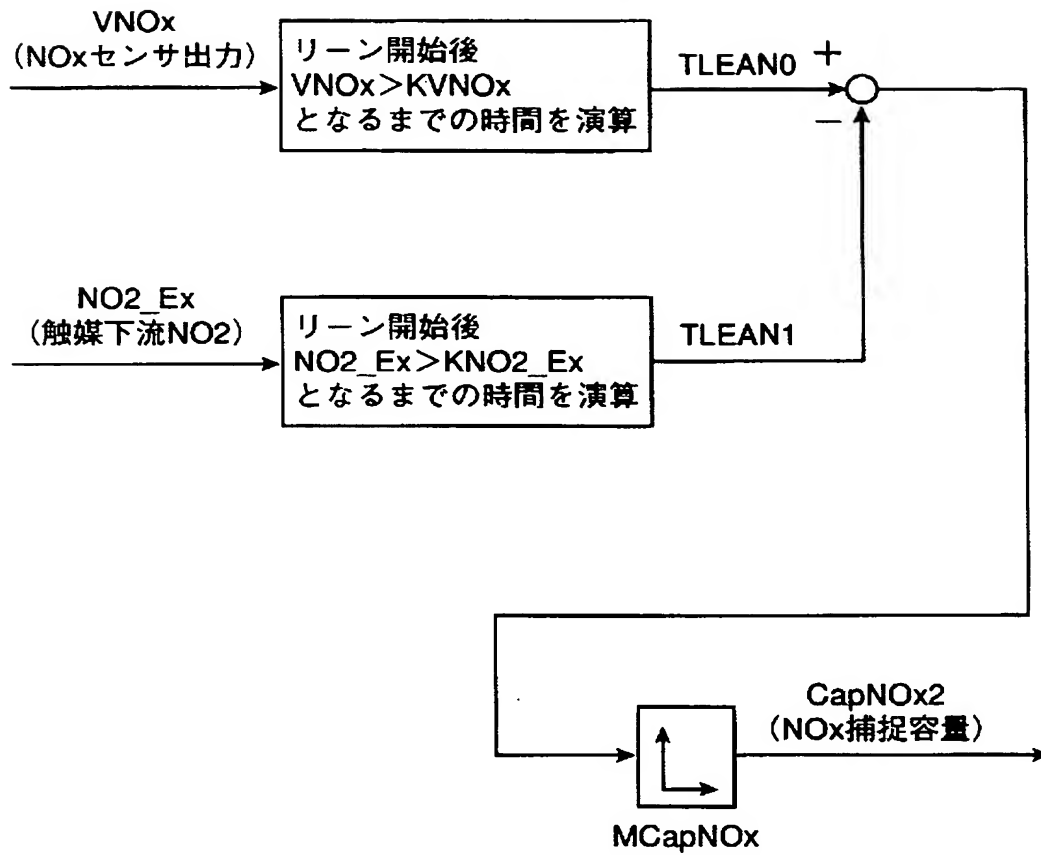 VNOx
(NOxセンサ出力)
リーン開始後
VNOx>KVNOx
となるまでの時間を演算
TLEAN0
+
−
NO2_Ex
(触媒下流NO2)
リーン開始後
NO2_Ex>KNO2_Ex
となるまでの時間を演算
TLEAN1
CapNOx2
(NOx捕捉容量)
MCapNOx